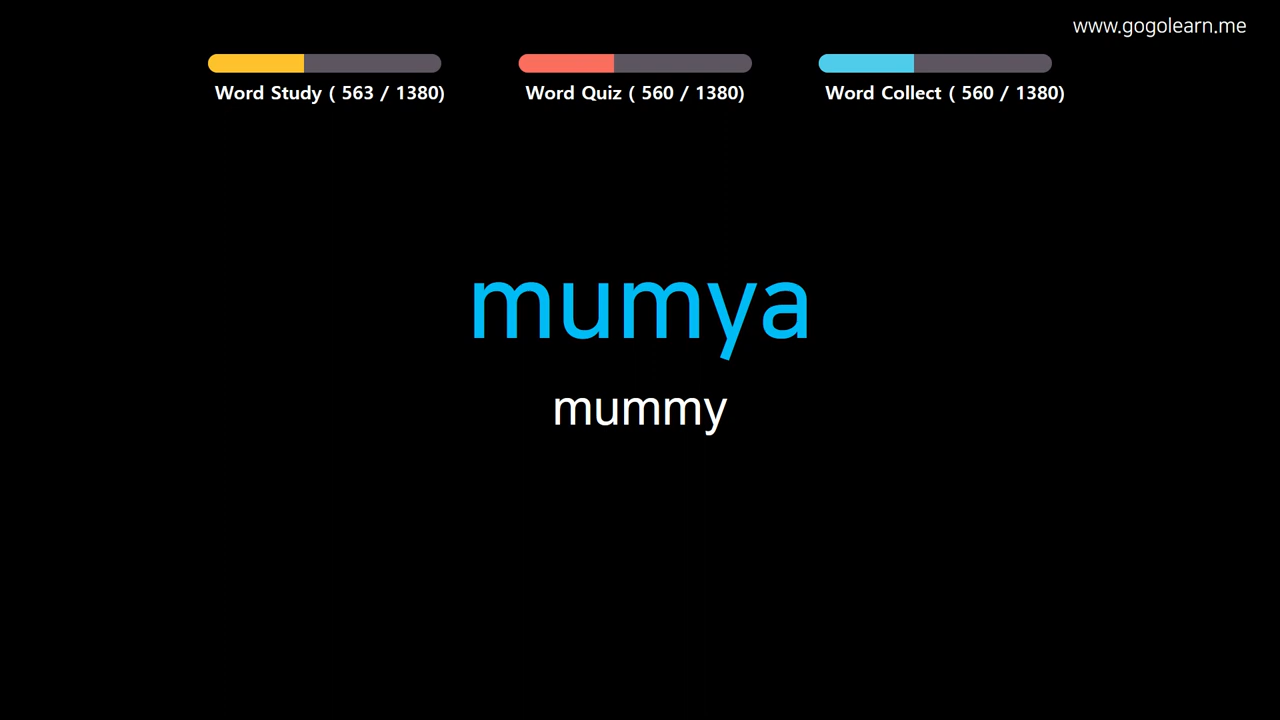 www.gogolearn.me
Word Study ( 563 / 1380)
Word Quiz ( 560 / 1380)
Word Collect ( 560 / 1380)
mumya
mummy